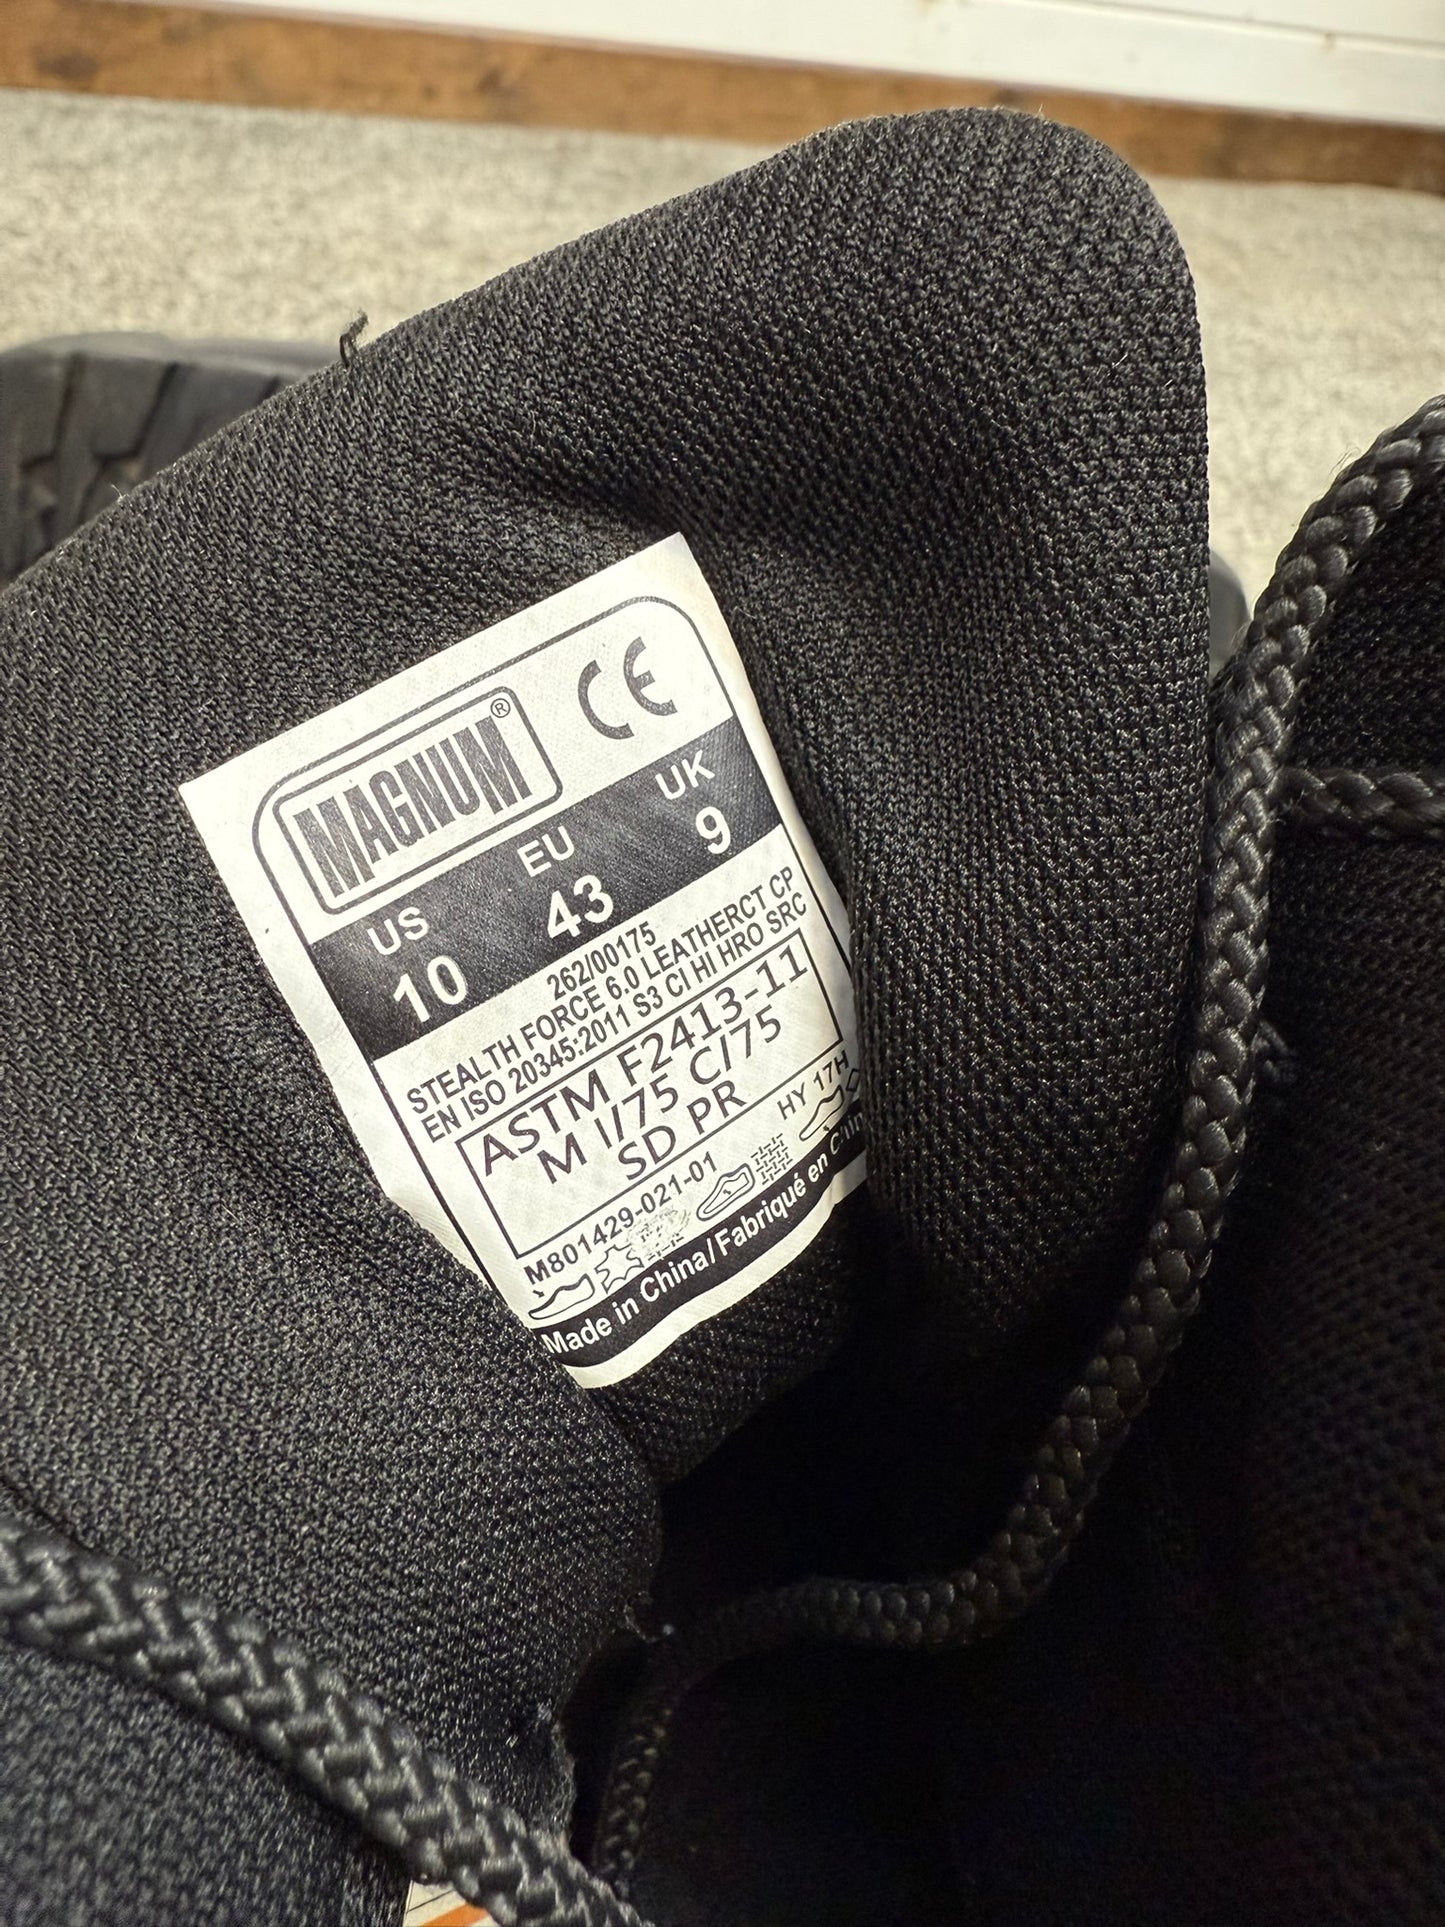 MAGNUM®
CE
US EU UK
10 43 9
262/00175
STEALTH FORCE 6.0 LEATHERCT CP
EN ISO 20345:2011 S3 CI HI HRO SRC
ASTM F2413-11
M I/75 C/75
SD PR
M801429-021-01 HY 17H
Made in China/Fabriqué en